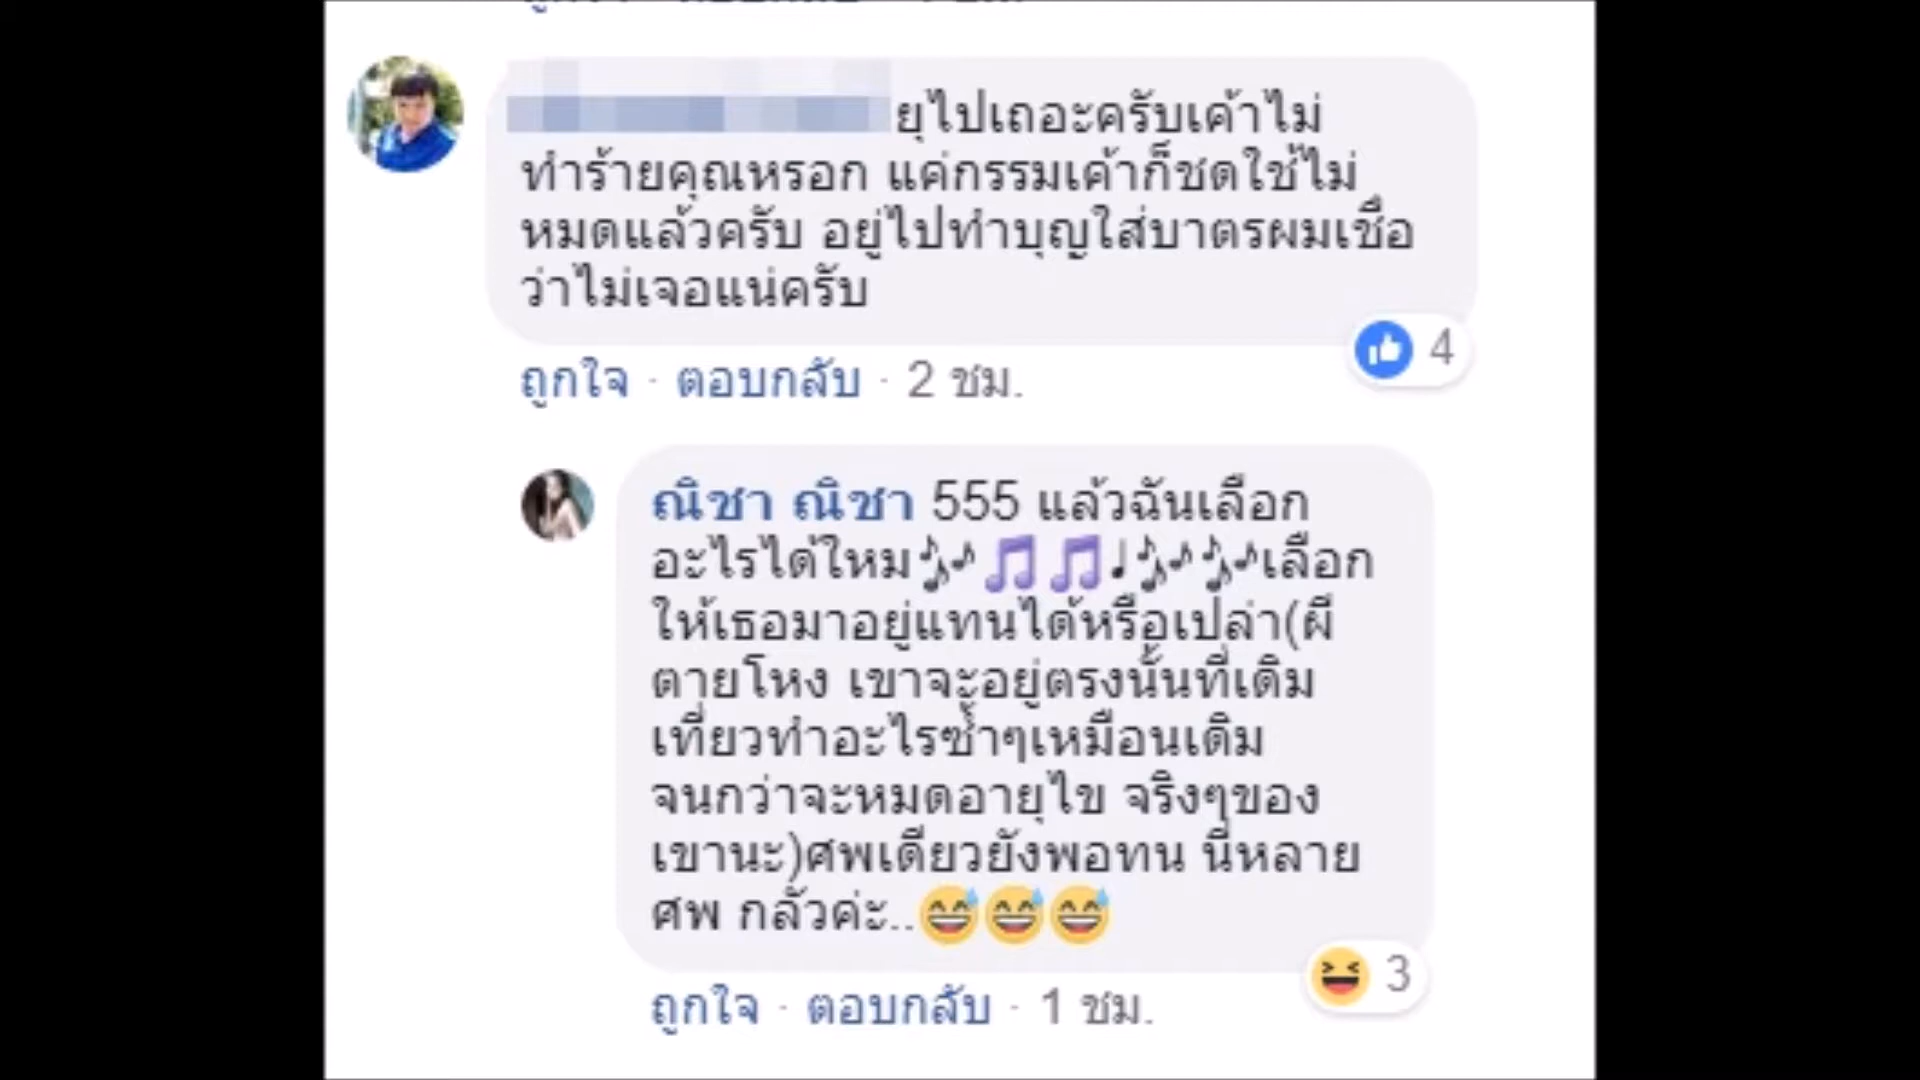 ยุไปเถอะครับเค้าไม่
ทำร้ายคุณหรอก แค่กรรมเค้าก็ชดใช้ไม่
หมดแล้วครับ อยู่ไปทำบุญใส่บาตรผมเชื่อ
ว่าไม่เจอแน่ครับ
4
ถูกใจ · ตอบกลับ · 2 ชม.
ณิชา ณิชา 555 แล้วฉันเลือก
อะไรได้ใหม🎶🎵🎵♩🎶🎶เลือก
ให้เธอมาอยู่แทนได้หรือเปล่า(ผี
ตายโหง เขาจะอยู่ตรงนั้นที่เดิม
เที่ยวทำอะไรซ้ำๆเหมือนเดิม
จนกว่าจะหมดอายุไข จริงๆของ
เขานะ)ศพเดียวยังพอทน นี่หลาย
ศพ กลัวค่ะ..😅😅😅
3
ถูกใจ · ตอบกลับ · 1 ชม.